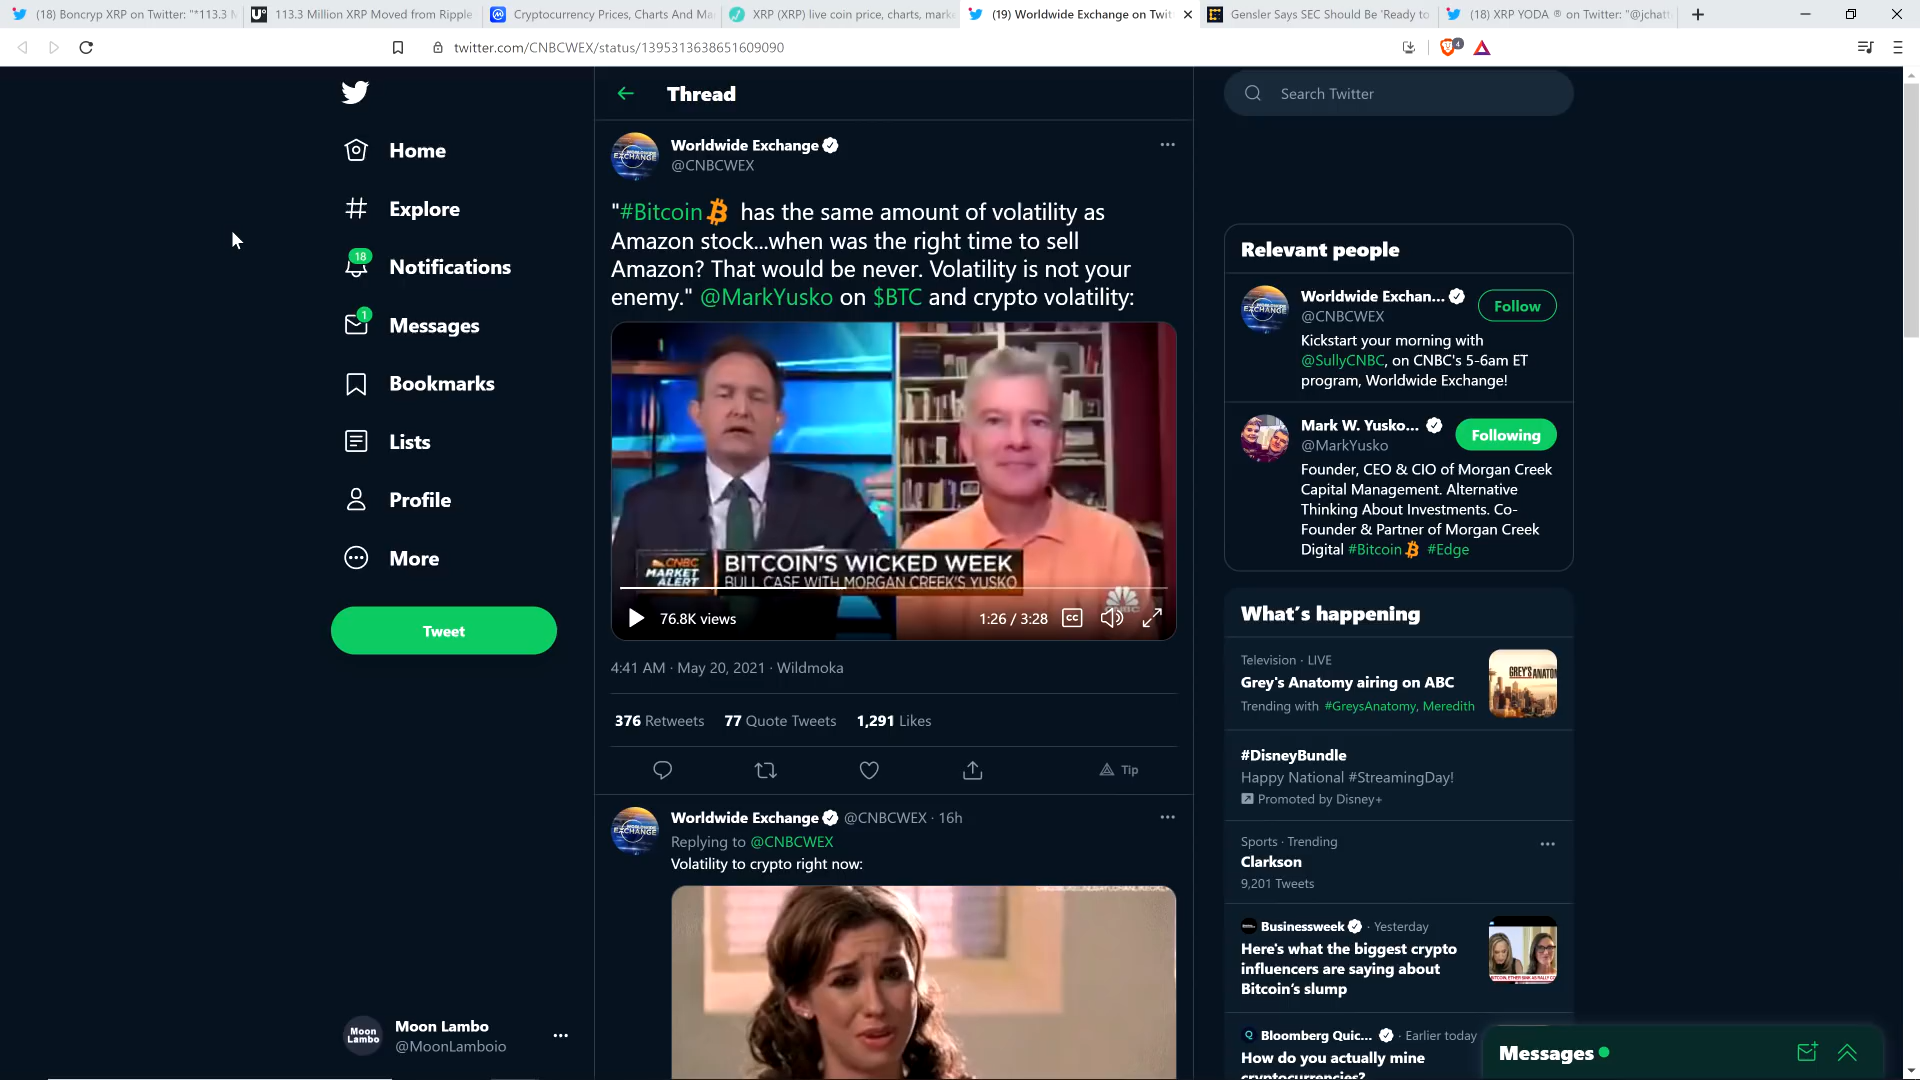 (18) Boncryp XRP on Twitter: "*113.3 M
113.3 Million XRP Moved from Ripple
Cryptocurrency Prices, Charts And Ma
XRP (XRP) live coin price, charts, marke
(19) Worldwide Exchange on Twit
Gensler Says SEC Should Be 'Ready to
(18) XRP YODA ® on Twitter: "@jchatt
twitter.com/CNBCWEX/status/1395313638651609090
4
Home
Explore
18
Notifications
1
Messages
Bookmarks
Lists
Profile
More
Tweet
Moon Lambo
Moon Lambo
@MoonLamboio
Thread
Worldwide Exchange
@CNBCWEX
"#Bitcoin has the same amount of volatility as
Amazon stock...when was the right time to sell
Amazon? That would be never. Volatility is not your
enemy." @MarkYusko on $BTC and crypto volatility:
CNBC
MARKET
ALERT
BITCOIN'S WICKED WEEK
BULL CASE WITH MORGAN CREEK'S YUSKO
76.8K views
1:26 / 3:28
CC
4:41 AM · May 20, 2021 · Wildmoka
376 Retweets 77 Quote Tweets 1,291 Likes
Tip
Worldwide Exchange @CNBCWEX · 16h
Replying to @CNBCWEX
Volatility to crypto right now:
Search Twitter
Relevant people
Worldwide Exchan...
Follow
@CNBCWEX
Kickstart your morning with
@SullyCNBC, on CNBC's 5-6am ET
program, Worldwide Exchange!
Mark W. Yusko...
Following
@MarkYusko
Founder, CEO & CIO of Morgan Creek
Capital Management. Alternative
Thinking About Investments. Co-
Founder & Partner of Morgan Creek
Digital #Bitcoin #Edge
What's happening
Television · LIVE
Grey's Anatomy airing on ABC
Trending with #GreysAnatomy, Meredith
#DisneyBundle
Happy National #StreamingDay!
Promoted by Disney+
Sports · Trending
Clarkson
9,201 Tweets
Businessweek · Yesterday
Here's what the biggest crypto
influencers are saying about
Bitcoin's slump
Bloomberg Quic... · Earlier today
How do you actually mine
cryptocurrencies?
Messages